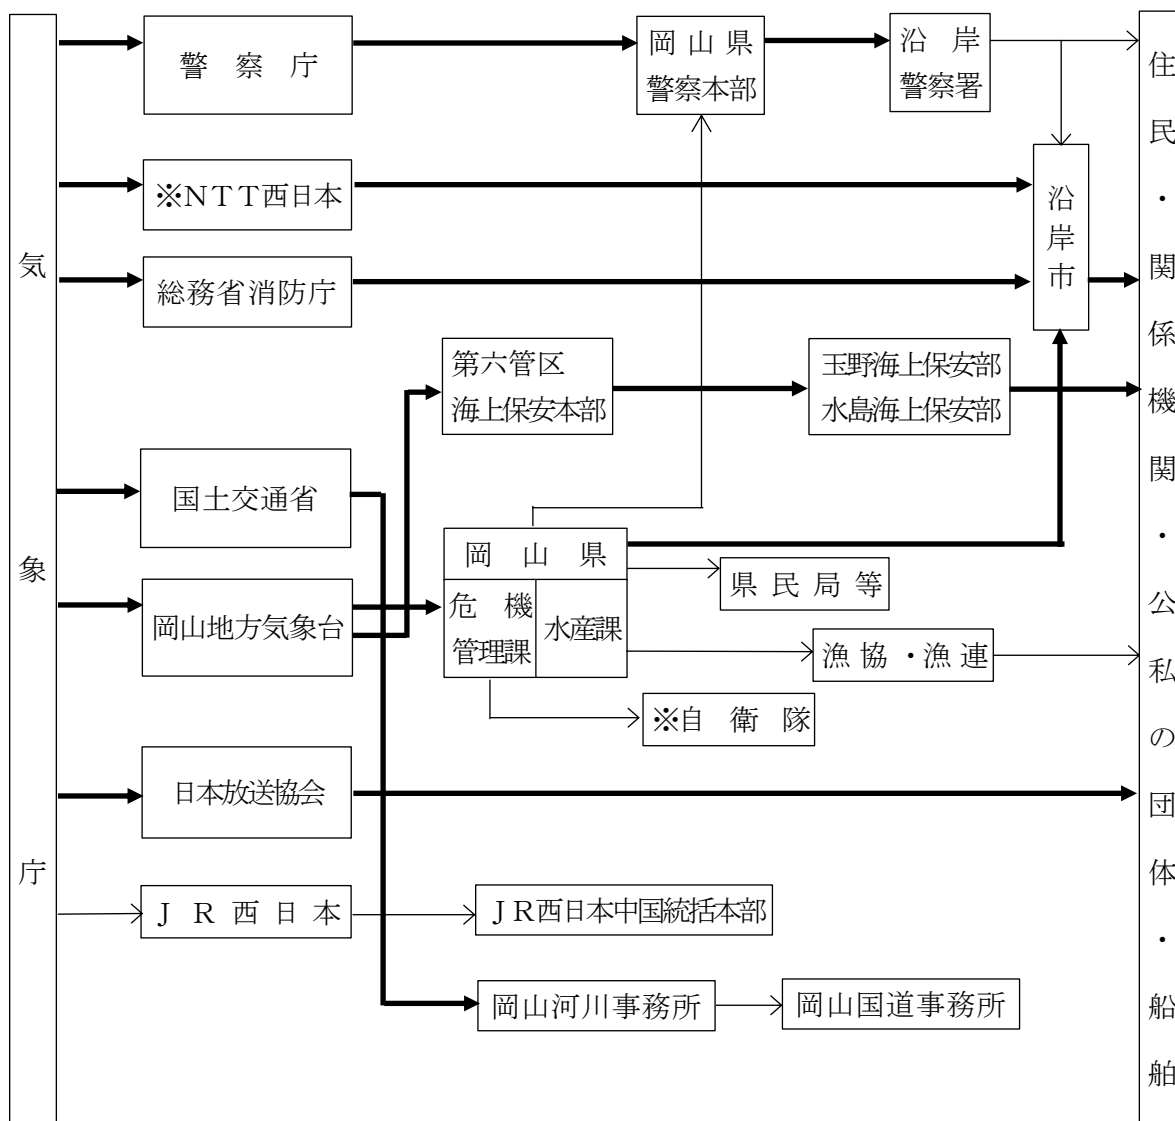 気象庁
警察庁
岡山県
警察本部
沿岸
警察署
※NTT西日本
沿岸市
総務省消防庁
第六管区
海上保安本部
玉野海上保安部
水島海上保安部
国土交通省
岡山県
危機
管理課
水産課
県民局等
岡山地方気象台
漁協・漁連
※自衛隊
日本放送協会
JR西日本
JR西日本中国統括本部
岡山河川事務所
岡山国道事務所
住民・関係機関・公私の団体・船舶